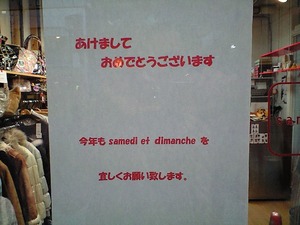 あけまして
おめでとうございます
今年も samedi et dimanche を
宜しくお願い致します。